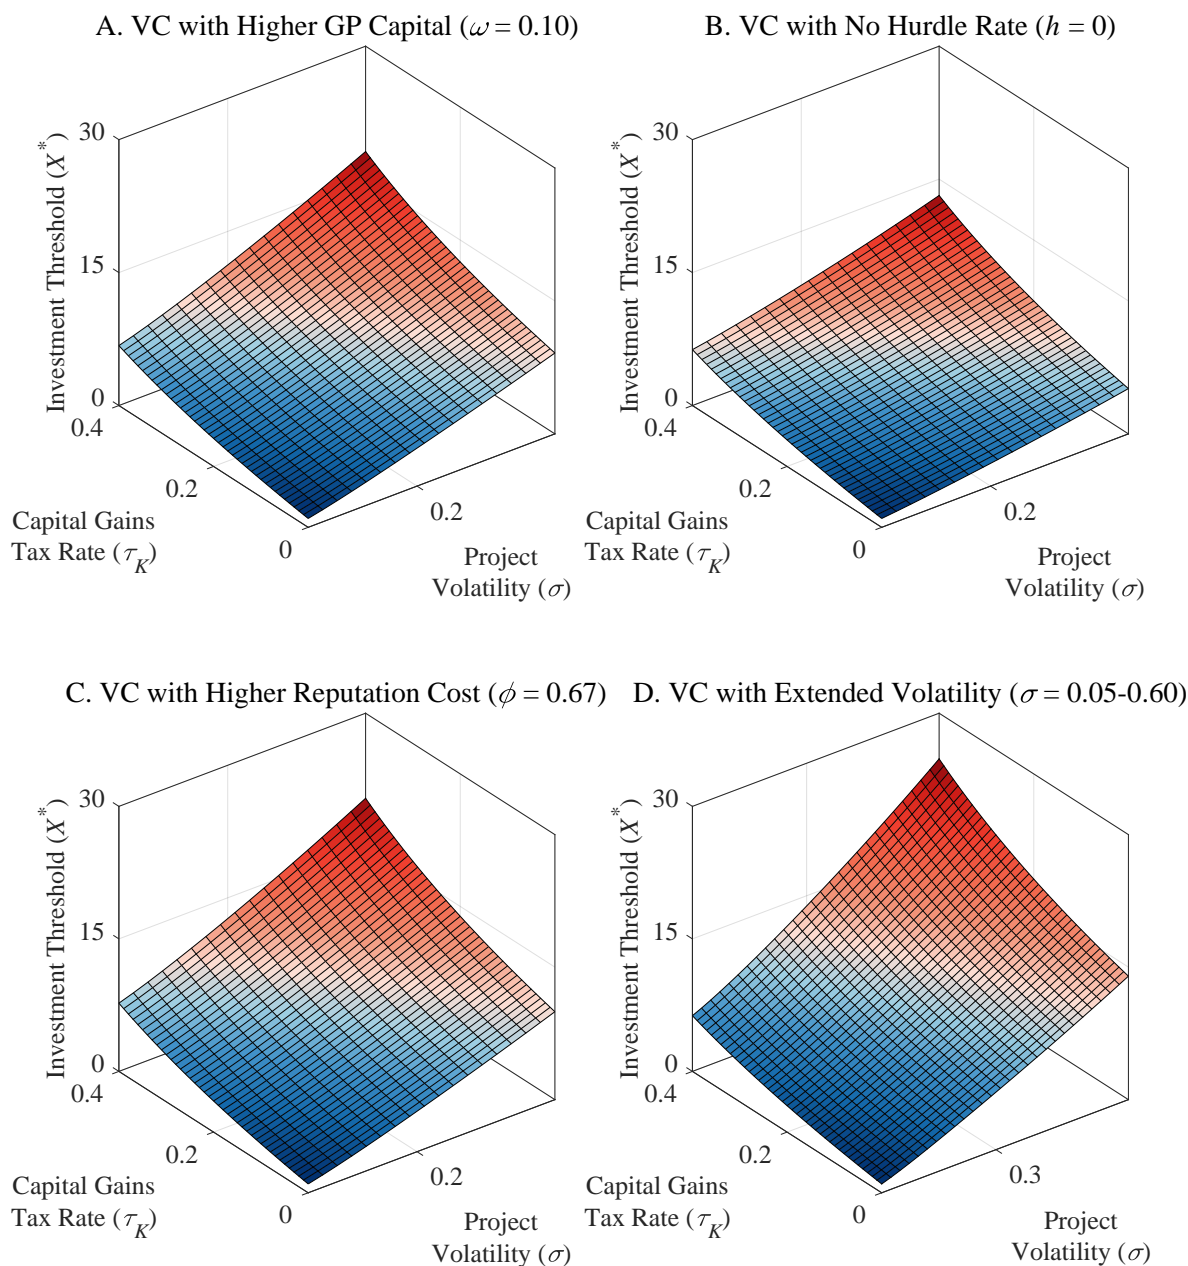 A. VC with Higher GP Capital (ω = 0.10)
Investment Threshold (X*)
30
15
0
0.4
0.2
0
Capital Gains
Tax Rate (τK)
0.2
Project
Volatility (σ)
B. VC with No Hurdle Rate (h = 0)
Investment Threshold (X*)
30
15
0
0.4
0.2
0
Capital Gains
Tax Rate (τK)
0.2
Project
Volatility (σ)
C. VC with Higher Reputation Cost (ϕ = 0.67)
Investment Threshold (X*)
30
15
0
0.4
0.2
0
Capital Gains
Tax Rate (τK)
0.2
Project
Volatility (σ)
D. VC with Extended Volatility (σ = 0.05-0.60)
Investment Threshold (X*)
30
15
0
0.4
0.2
0
Capital Gains
Tax Rate (τK)
0.3
Project
Volatility (σ)